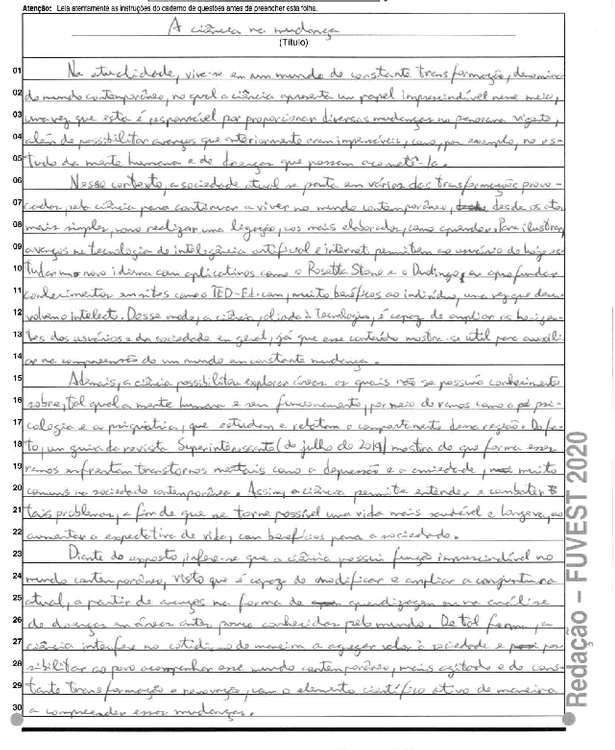 Atenção: Leia atentamente as instruções do caderno de questões antes de preencher esta folha.
A ciência na mudança
(Título)
01 Na atualidade, vive-se em um mundo de constante transformação, denomina-
02 do mundo contemporâneo, no qual a ciência apresenta um papel imprescindível nesse meio,
03 uma vez que esta é responsável por proporcionar diversas mudanças no panorama vigente,
04 além de possibilitar avanços que anteriormente eram impensáveis, como, por exemplo, no es-
05 tudo da mente humana e de doenças que possam acometê-la.
06 Nesse contexto, a sociedade atual se pauta em várias das transformações provo-
07 cadas pela ciência para continuar a viver no mundo contemporâneo, desde os atos
08 mais simples, como realizar uma ligação, aos mais elaborados, como aprender. Para ilustrar,
09 avanços na tecnologia de inteligência artificial e internet permitem ao usuário de hoje es-
10 tudar um novo idioma com aplicativos como o Rosetta Stone e o Duolingo, ou aprofundar
11 conhecimentos em sites como o TED-Ed.com, muito benéficos ao indivíduo, uma vez que desen-
12 volvem o intelecto. Desse modo, a ciência, aliada à tecnologia, é capaz de ampliar os horizon-
13 tes dos usuários e da sociedade em geral, já que esse conteúdo mostra-se útil para auxili-
14 ar na compreensão de um mundo em constante mudança.
15 Ademais, a ciência possibilitou explorar áreas as quais não se possuía conhecimento
16 sobre, tal qual a mente humana e seu funcionamento, por meio de ramos como a psi-
17 cologia e a psiquiatria, que estudam e relatam o comportamento dessa região. De fa-
18 to, um guia da revista Superinteressante (de julho de 2019) mostra de que forma esses
19 ramos enfrentam transtornos mentais como a depressão e a ansiedade, muito
20 comuns na sociedade contemporânea. Assim, a ciência permite entender e combater
21 tais problemas, a fim de que se torne possível uma vida mais saudável e longeva, ao
22 aumentar a expectativa de vida, com benefícios para a sociedade.
23 Diante do exposto, infere-se que a ciência possui função imprescindível no
24 mundo contemporâneo, visto que é capaz de modificar e ampliar a conjuntura
25 atual, a partir de avanços na forma de aprendizagem ou na análise
26 de doenças em áreas antes pouco conhecidas pelo mundo. De tal forma, a
27 ciência interfere no cotidiano de maneira a agregar valor à sociedade e pos-
28 sibilitar ao povo acompanhar esse mundo contemporâneo, mais agitado e de cons-
29 tante transformação e renovação, com o elemento científico ativo de maneira
30 a compreender essas mudanças.
Redação – FUVEST 2020